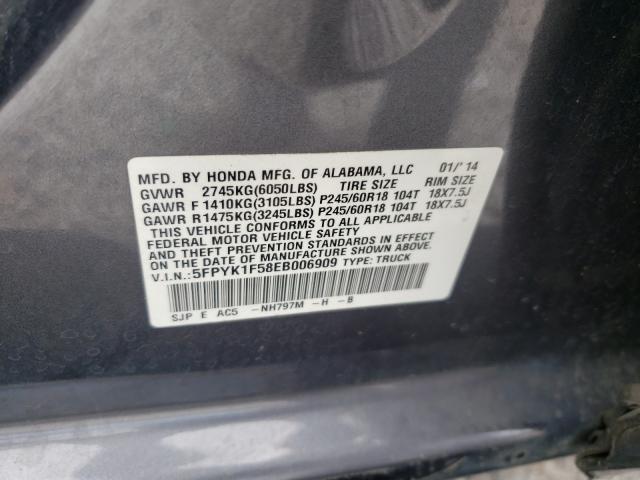 MFD. BY HONDA MFG. OF ALABAMA, LLC 01/'14
GVWR 2745KG(6050LBS) TIRE SIZE RIM SIZE
GAWR F 1410KG(3105LBS) P245/60R18 104T 18X7.5J
GAWR R 1475KG(3245LBS) P245/60R18 104T 18X7.5J
THIS VEHICLE CONFORMS TO ALL APPLICABLE
FEDERAL MOTOR VEHICLE SAFETY
AND THEFT PREVENTION STANDARDS IN EFFECT
ON THE DATE OF MANUFACTURE SHOWN ABOVE.
V.I.N.:5FPYK1F58EB006909 TYPE: TRUCK
SJP E AC5 -NH797M -H -B